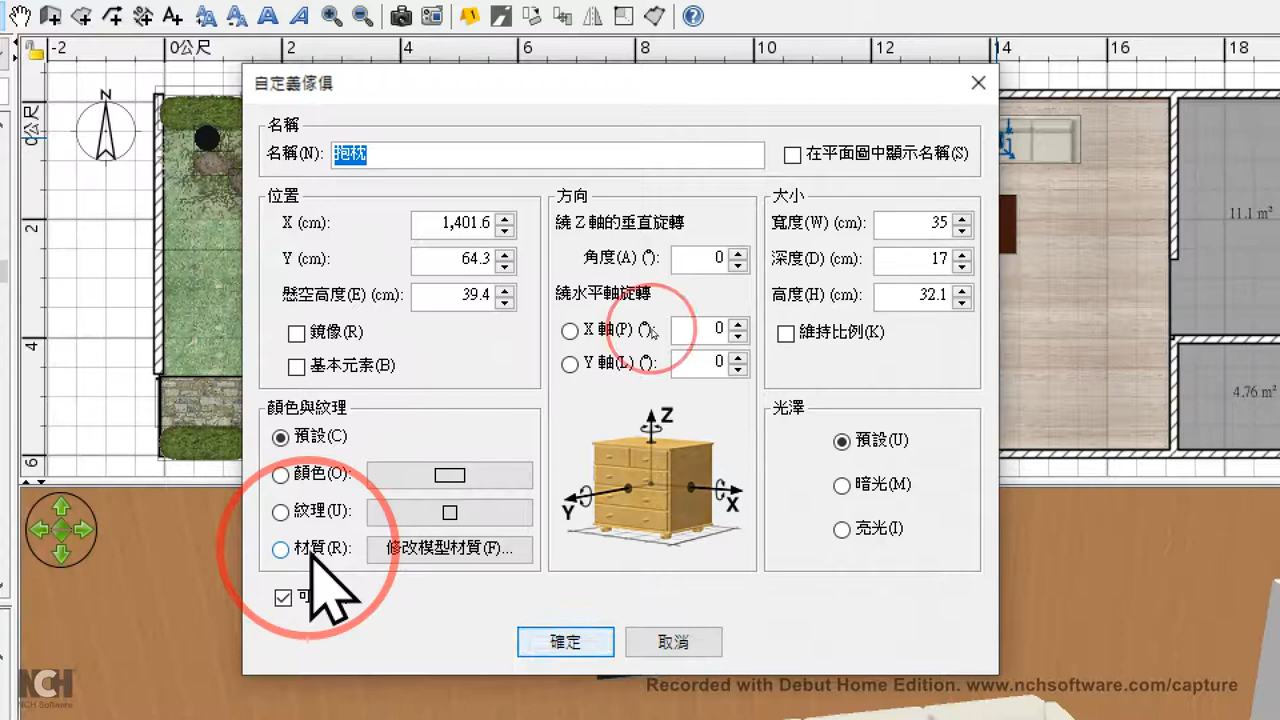 -2 0公尺 2 4 6 8 10 12 14 16 18
自定義傢俱
名稱
名稱(N): 抱枕 在平面圖中顯示名稱(S)
位置
X (cm): 1,401.6
Y (cm): 64.3
懸空高度(E) (cm): 39.4
鏡像(R)
基本元素(B)
方向
繞 Z 軸的垂直旋轉
角度(A) (°): 0
繞水平軸旋轉
X 軸(P) (°): 0
Y 軸(L) (°): 0
Z
Y
X
大小
寬度(W) (cm): 35
深度(D) (cm): 17
高度(H) (cm): 32.1
維持比例(K)
顏色與紋理
預設(C)
顏色(O):
紋理(U):
材質(R): 修改模型材質(F)...
可
光澤
預設(U)
暗光(M)
亮光(I)
確定 取消
N
0公尺
2
4
6
11.1 m²
4.76 m²
NCH
NCH Software
Recorded with Debut Home Edition. www.nchsoftware.com/capture